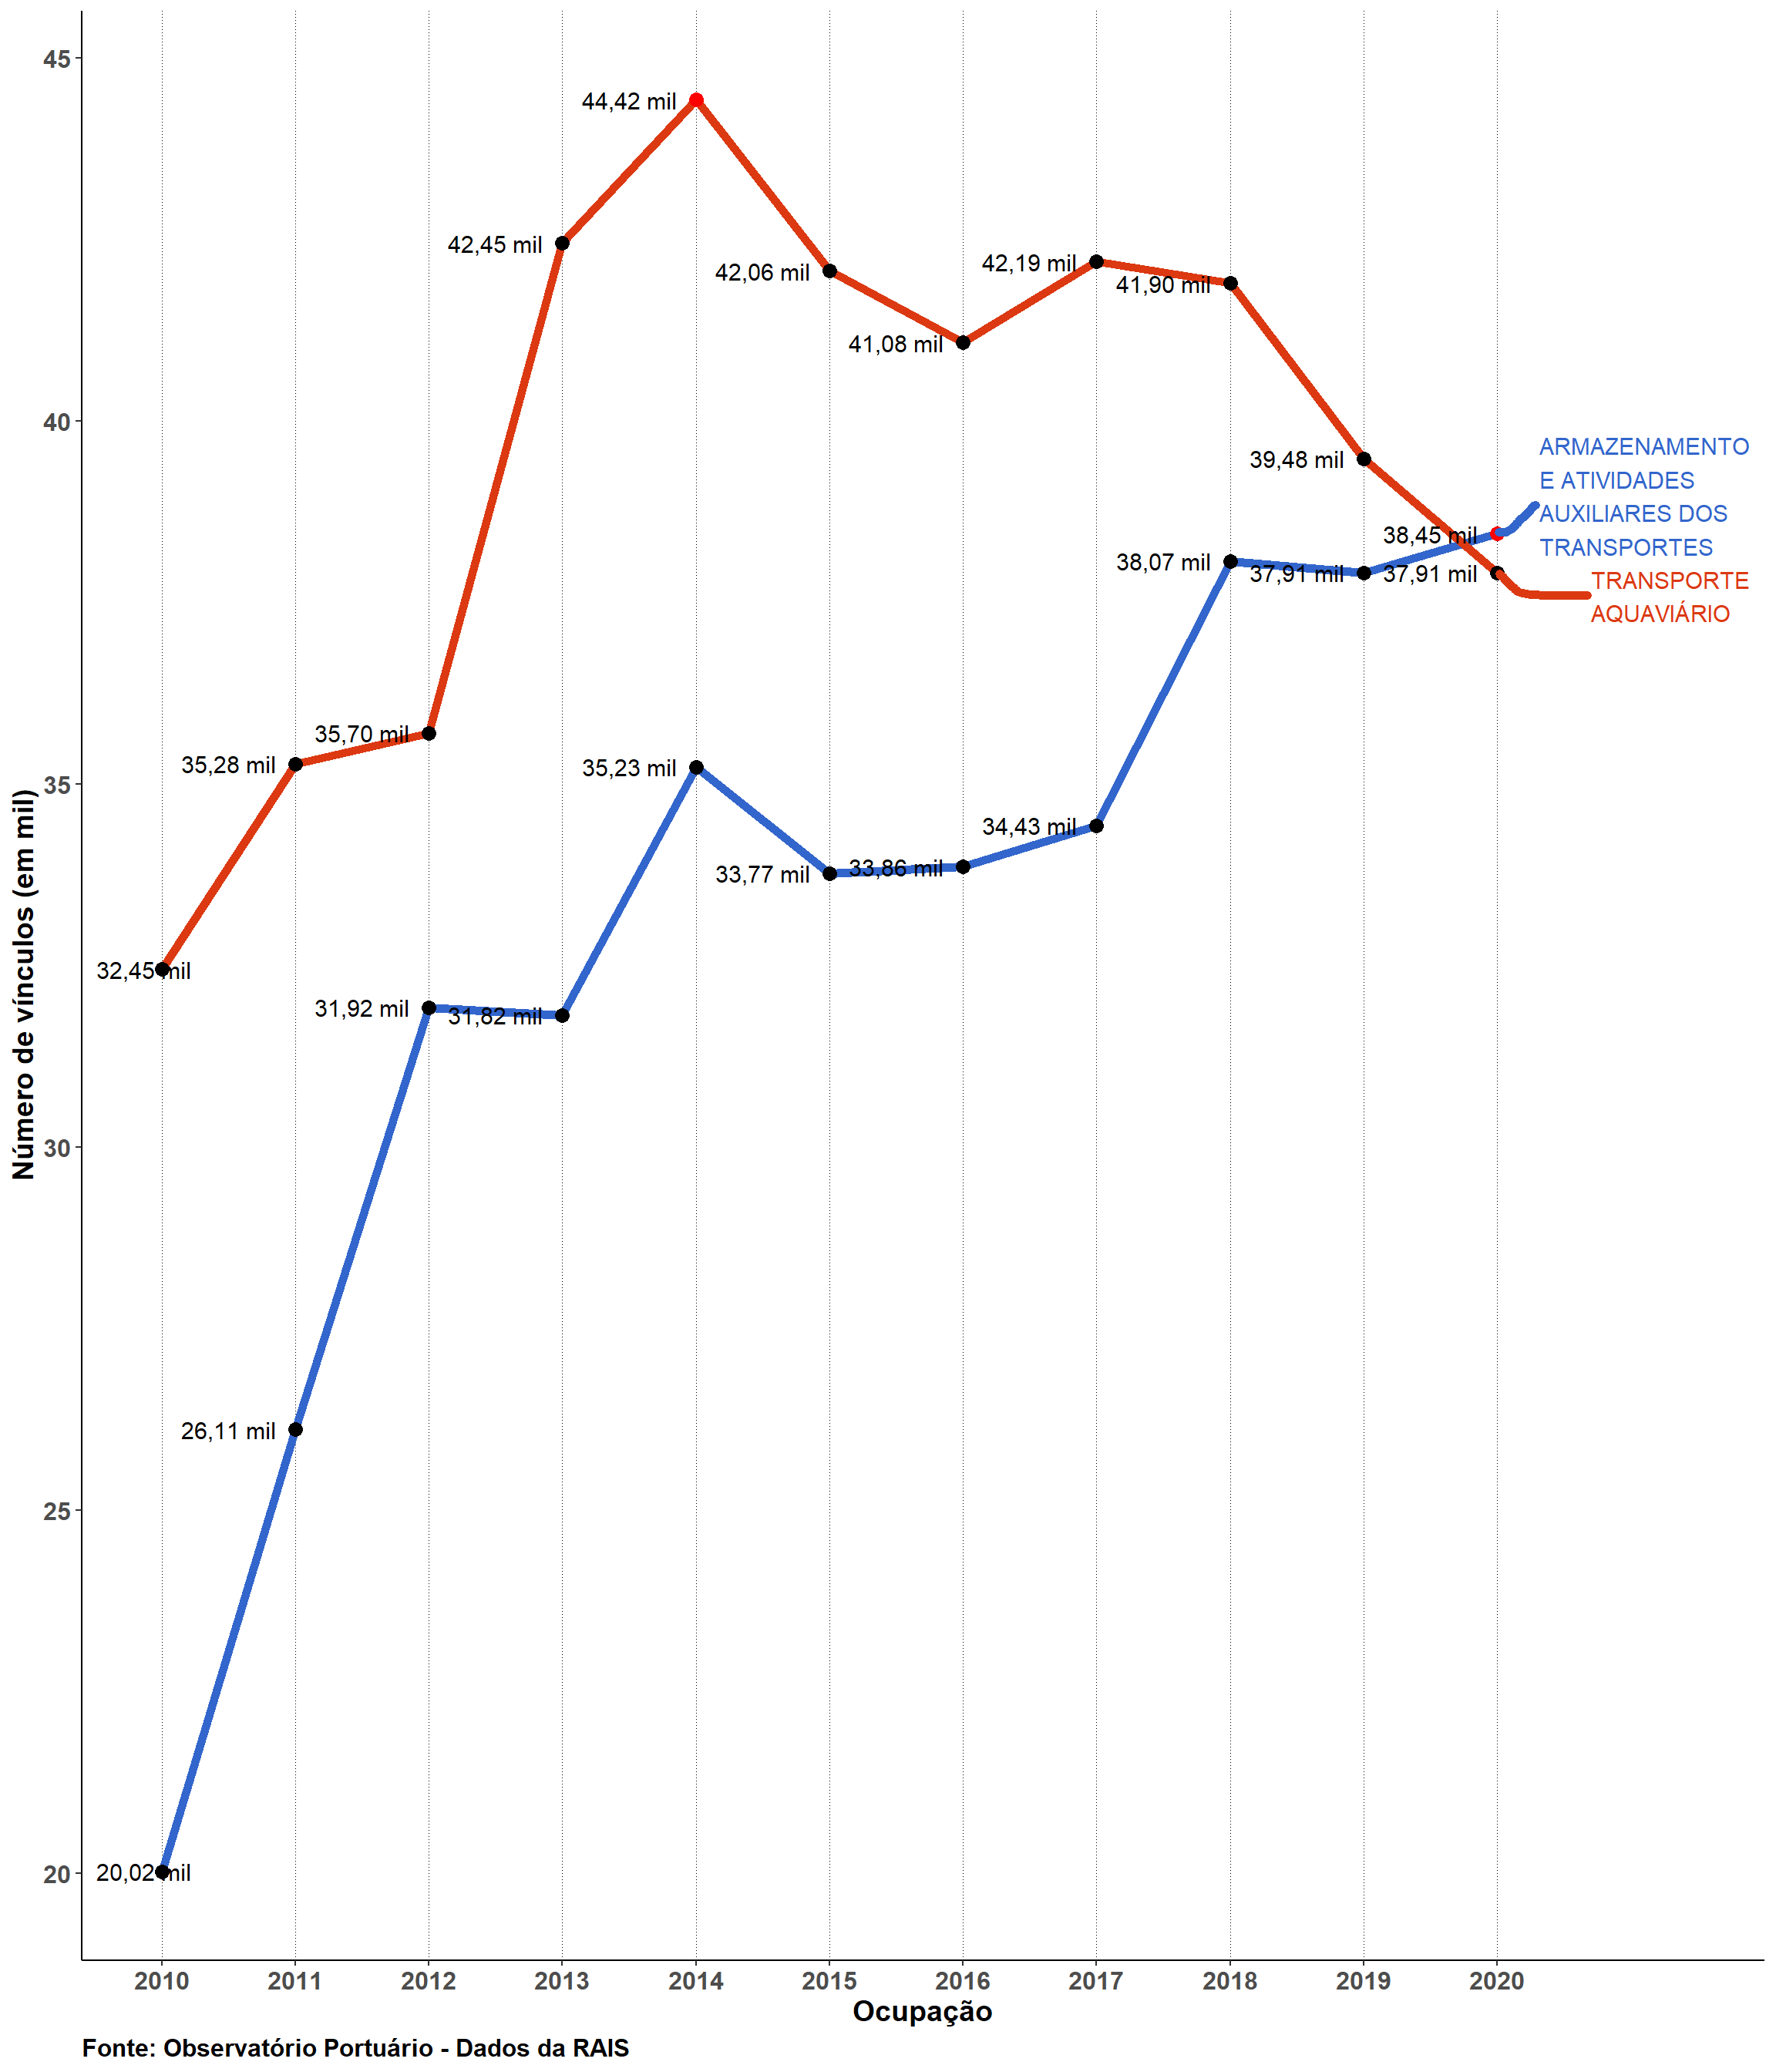 45
44,42 mil
42,45 mil
42,19 mil
42,06 mil
41,90 mil
41,08 mil
40
ARMAZENAMENTO
E ATIVIDADES
AUXILIARES DOS
TRANSPORTES
39,48 mil
38,45 mil
38,07 mil
37,91 mil
37,91 mil
TRANSPORTE
AQUAVIÁRIO
35,70 mil
35,28 mil
35,23 mil
35
34,43 mil
33,86 mil
33,77 mil
32,45 mil
31,92 mil
31,82 mil
30
26,11 mil
25
20,02 mil
20
Número de vínculos (em mil)
2010 2011 2012 2013 2014 2015 2016 2017 2018 2019 2020
Ocupação
Fonte: Observatório Portuário - Dados da RAIS